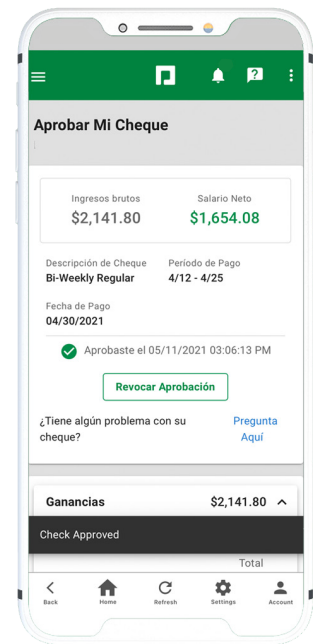 Aprobar Mi Cheque
Ingresos brutos
Salario Neto
$2,141.80
$1,654.08
Descripción de Cheque
Período de Pago
Bi-Weekly Regular
4/12 - 4/25
Fecha de Pago
04/30/2021
Aprobaste el 05/11/2021 03:06:13 PM
Revocar Aprobación
¿Tiene algún problema con su
cheque?
Pregunta
Aquí
Ganancias
$2,141.80
Check Approved
Total
Back
Home
Refresh
Settings
Account